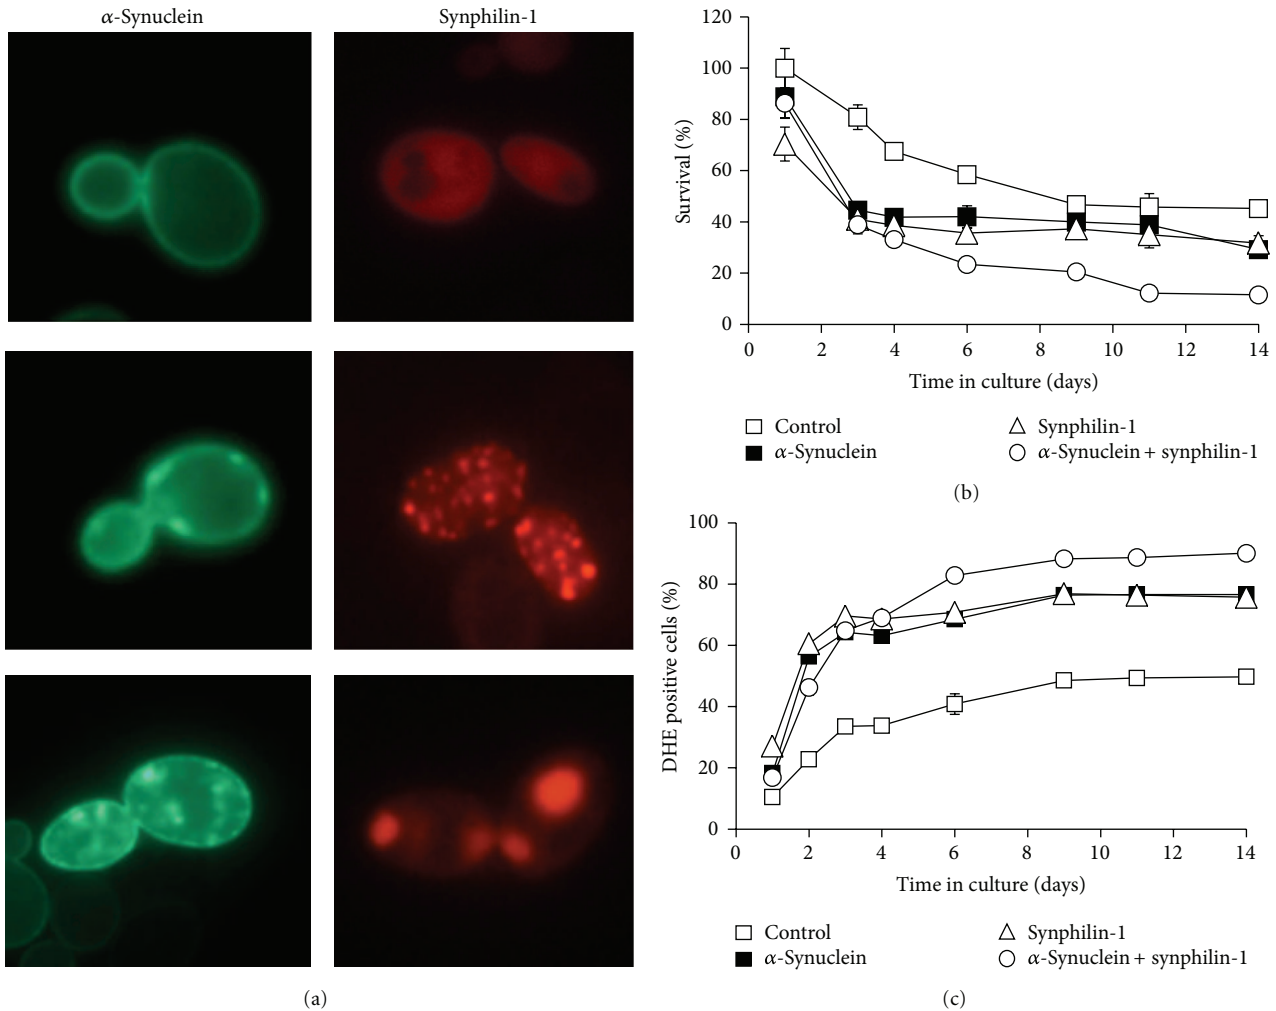 α-Synuclein
Synphilin-1
(a)
120
100
80
60
40
20
0
Survival (%)
0 2 4 6 8 10 12 14
Time in culture (days)
Control
α-Synuclein
Synphilin-1
α-Synuclein + synphilin-1
(b)
100
80
60
40
20
0
DHE positive cells (%)
0 2 4 6 8 10 12 14
Time in culture (days)
Control
α-Synuclein
Synphilin-1
α-Synuclein + synphilin-1
(c)